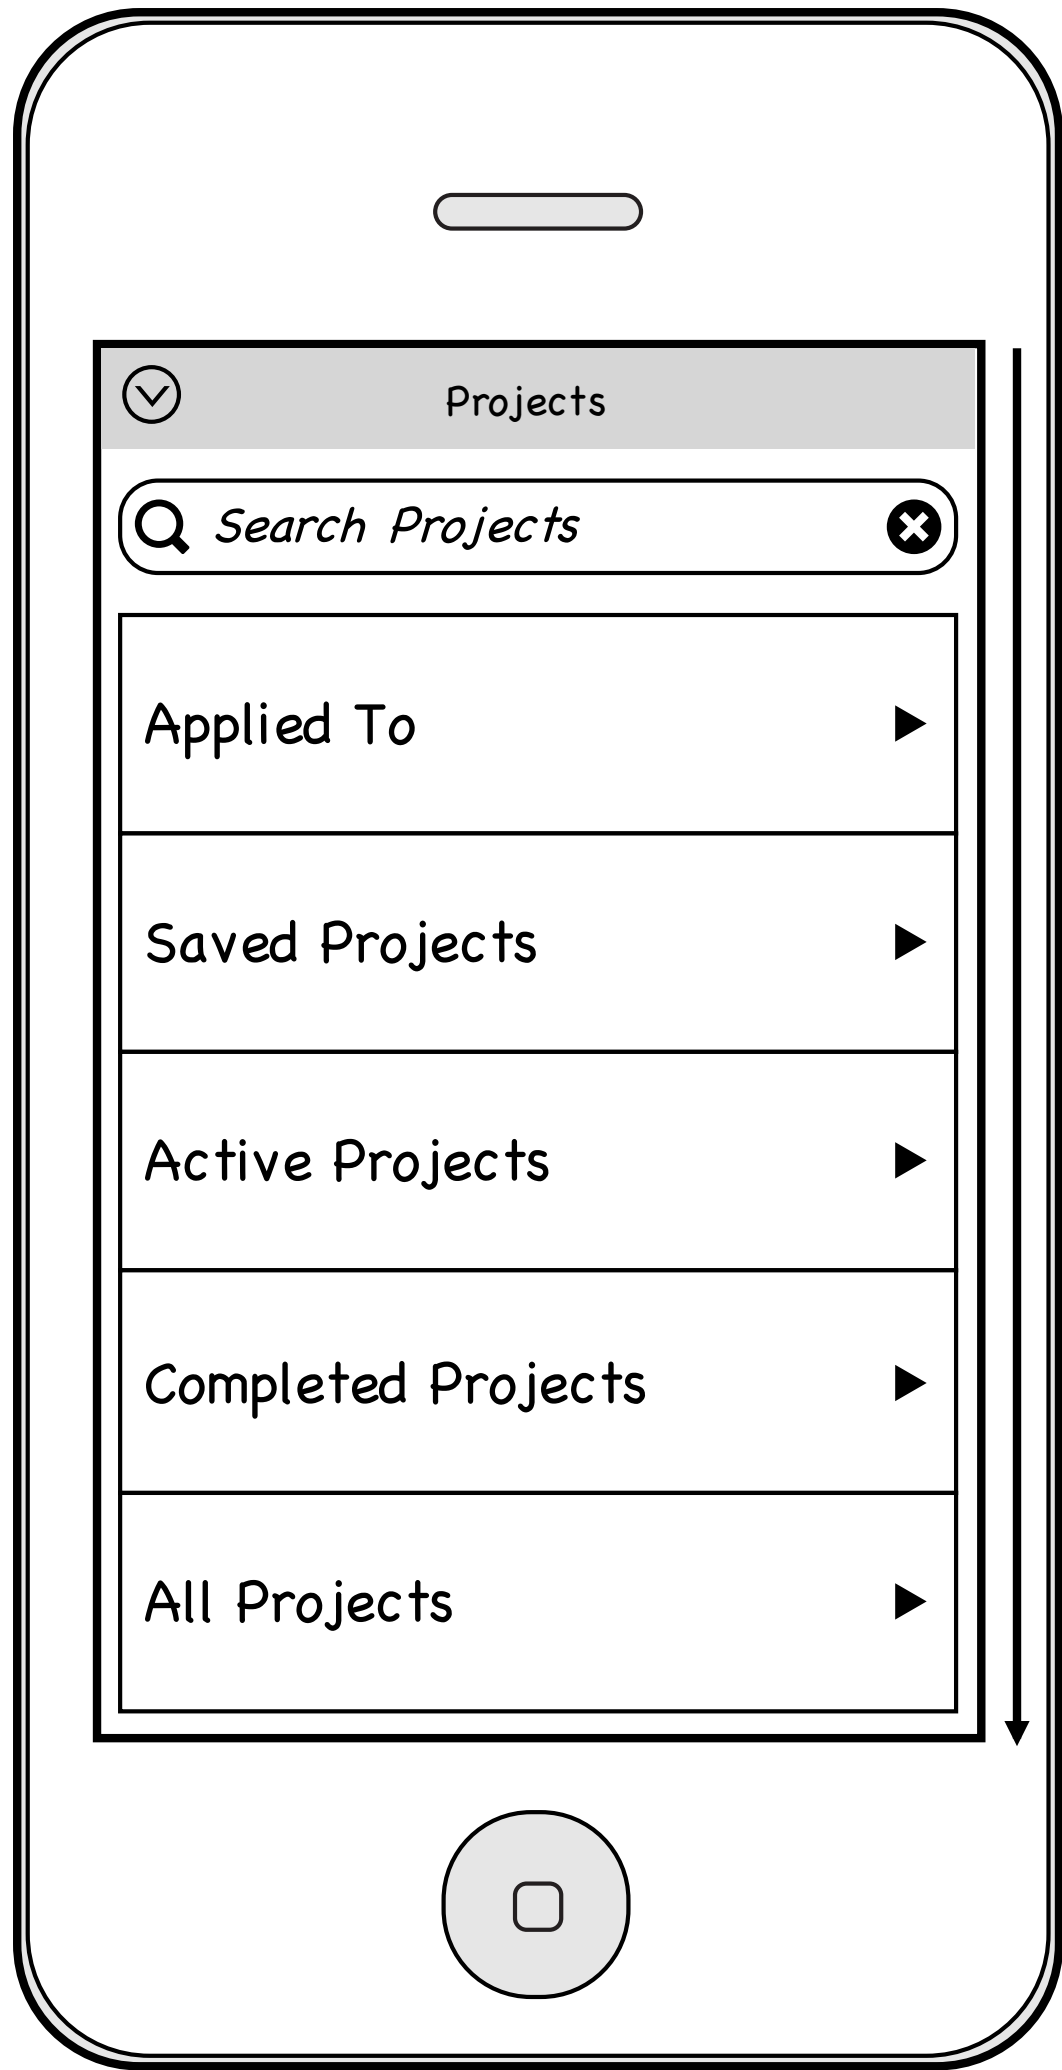 Projects
Search Projects
Applied To
Saved Projects
Active Projects
Completed Projects
All Projects